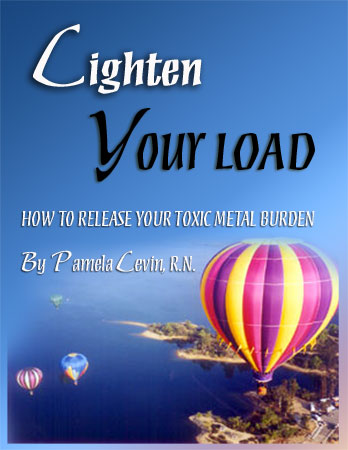 Lighten
Your Load
HOW TO RELEASE YOUR TOXIC METAL BURDEN
By Pamela Levin, R.N.